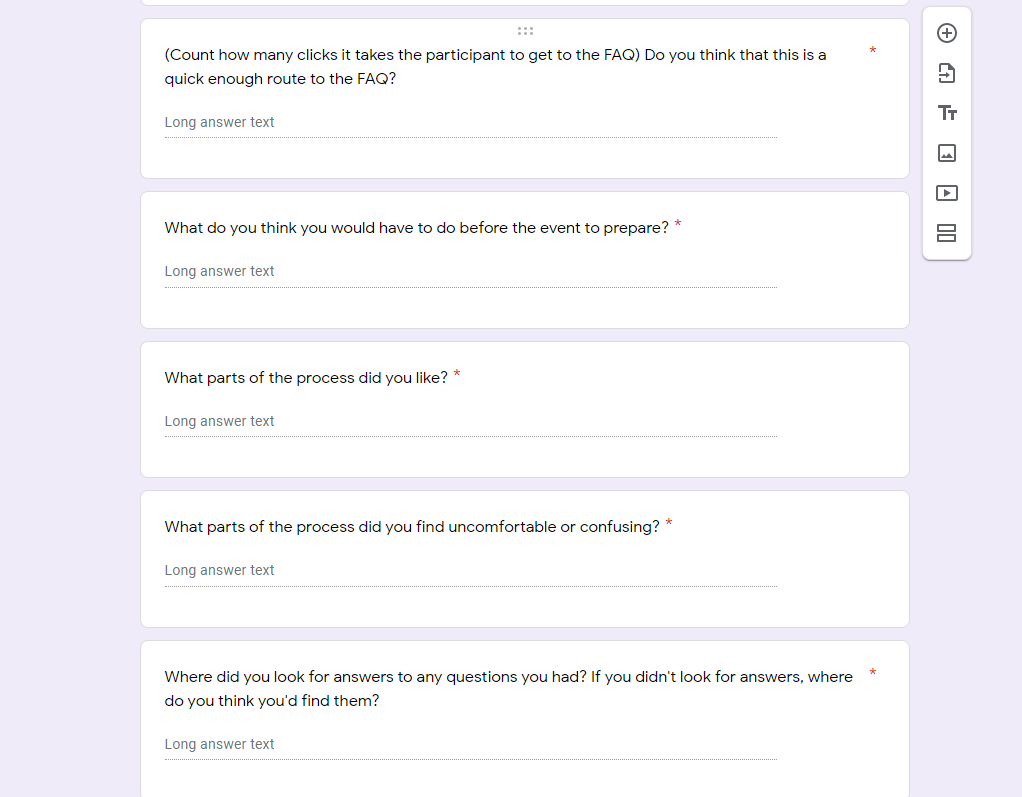 (Count how many clicks it takes the participant to get to the FAQ) Do you think that this is a *
quick enough route to the FAQ?
Long answer text
What do you think you would have to do before the event to prepare? *
Long answer text
What parts of the process did you like? *
Long answer text
What parts of the process did you find uncomfortable or confusing? *
Long answer text
Where did you look for answers to any questions you had? If you didn't look for answers, where *
do you think you'd find them?
Long answer text